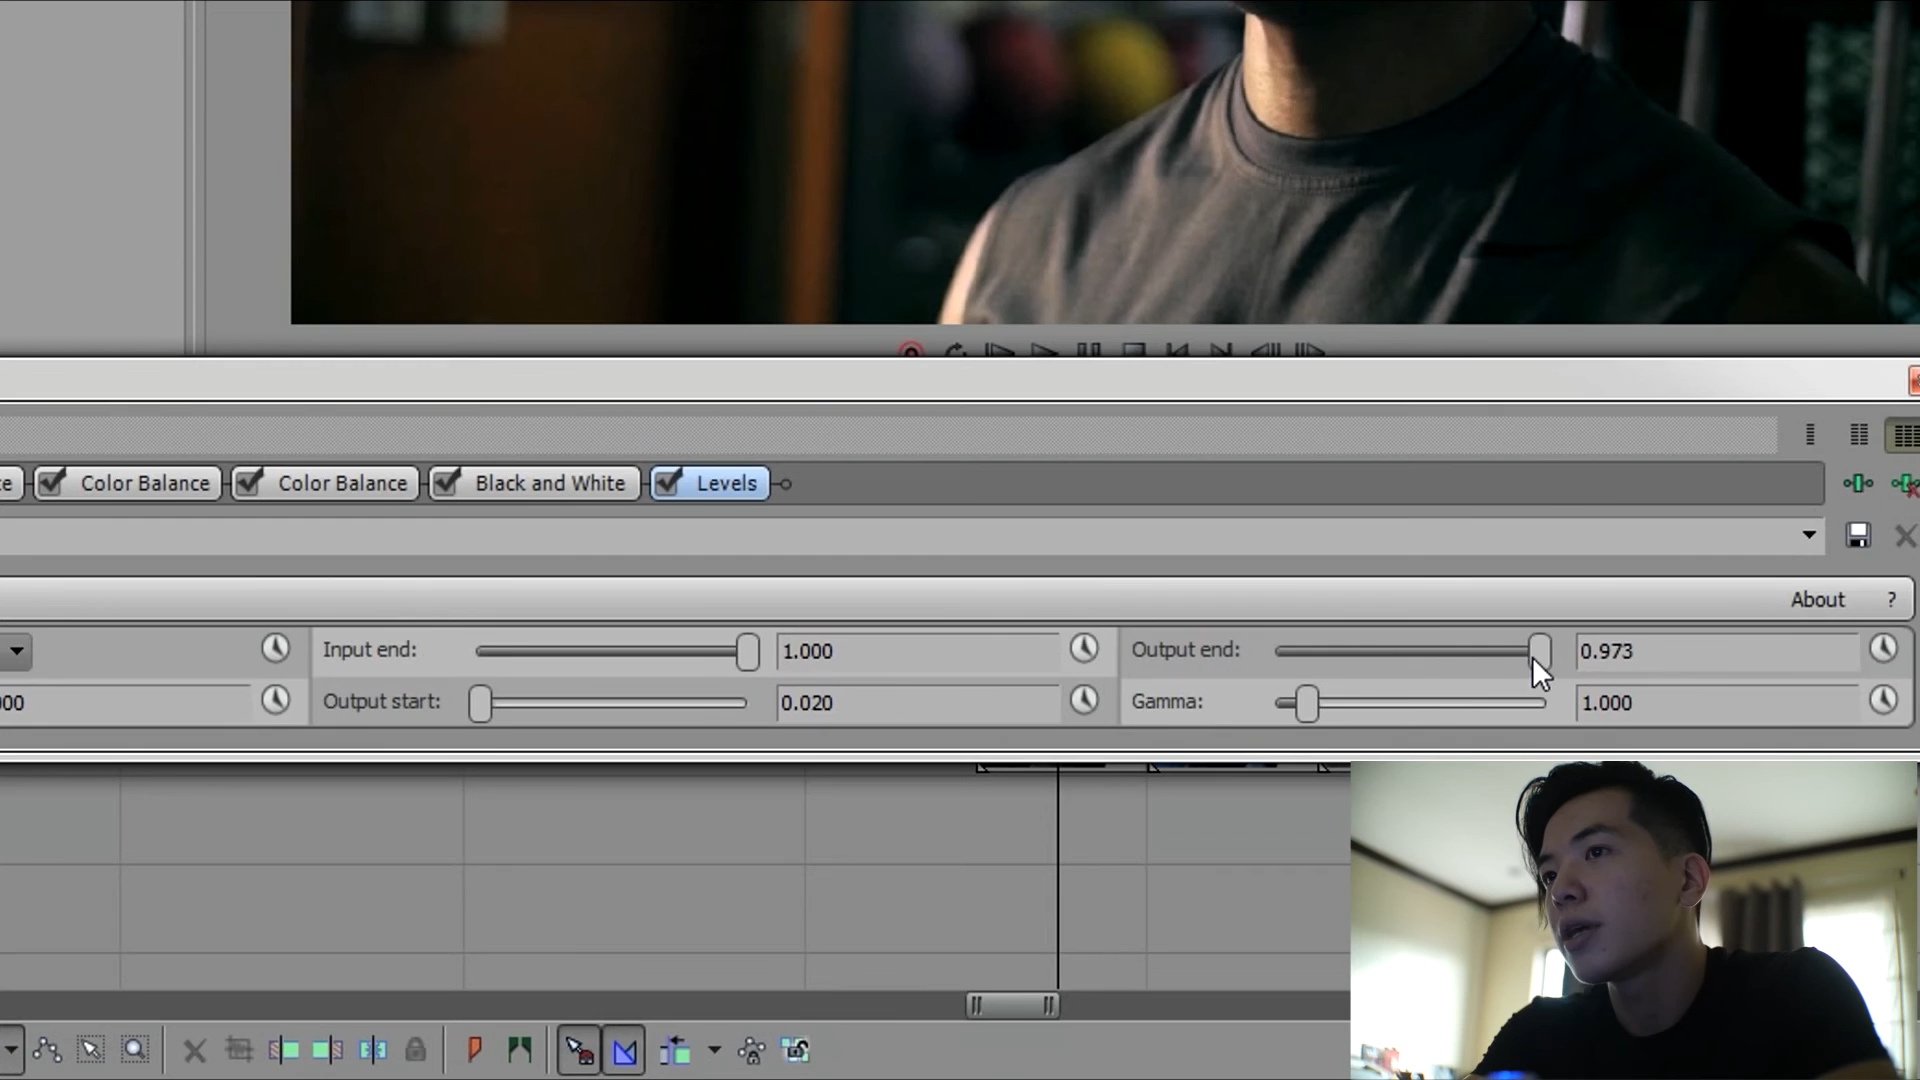 Color Balance
Color Balance
Black and White
Levels
About ?
Input end: 1.000
Output end: 0.973
00
Output start: 0.020
Gamma: 1.000